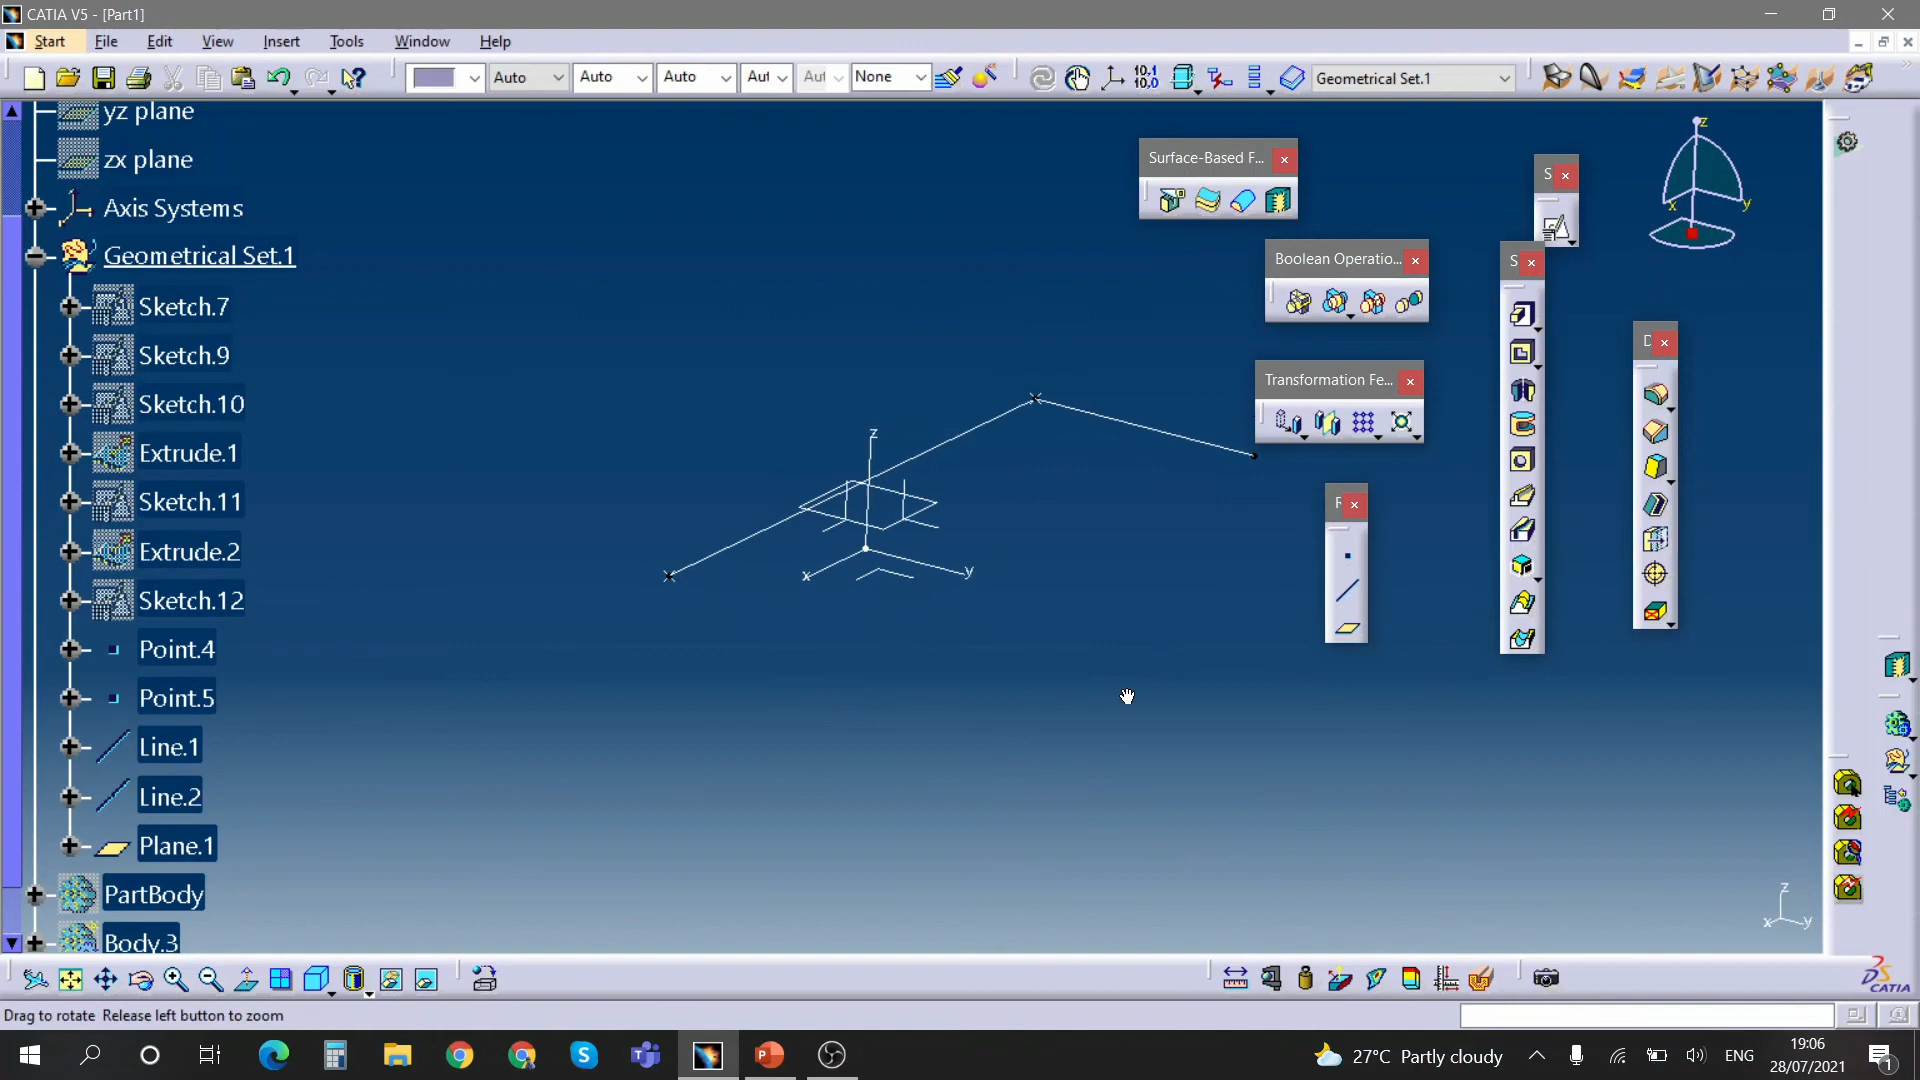 CATIA V5 - [Part1]
Start File Edit View Insert Tools Window Help
Auto Auto Auto Aut Aut None Geometrical Set.1
yz plane
zx plane
Axis Systems
Geometrical Set.1
Sketch.7
Sketch.9
Sketch.10
Extrude.1
Sketch.11
Extrude.2
Sketch.12
Point.4
Point.5
Line.1
Line.2
Plane.1
PartBody
Body.3
z
x
y
Surface-Based F...
Boolean Operatio...
Transformation Fe...
R
S
S
D
z
x
y
z
x
y
CATIA
Drag to rotate Release left button to zoom
27°C Partly cloudy
ENG
19:06
28/07/2021
1